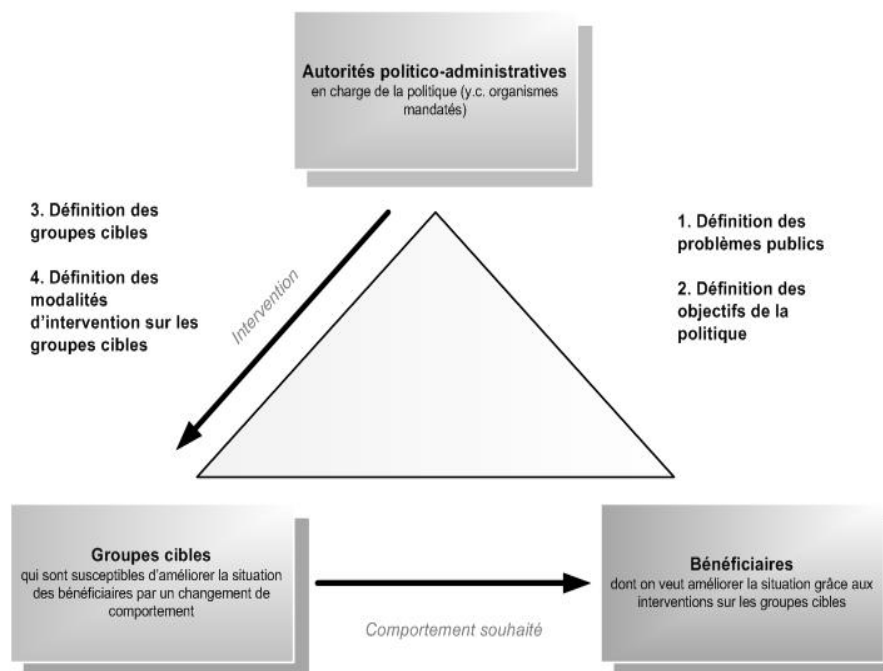 Autorités politico-administratives
en charge de la politique (y.c. organismes
mandatés)
3. Définition des
groupes cibles
4. Définition des
modalités
d'intervention sur les
groupes cibles
Intervention
1. Définition des
problèmes publics
2. Définition des
objectifs de la
politique
Groupes cibles
qui sont susceptibles d'améliorer la situation
des bénéficiaires par un changement de
comportement
Comportement souhaité
Bénéficiaires
dont on veut améliorer la situation grâce aux
interventions sur les groupes cibles